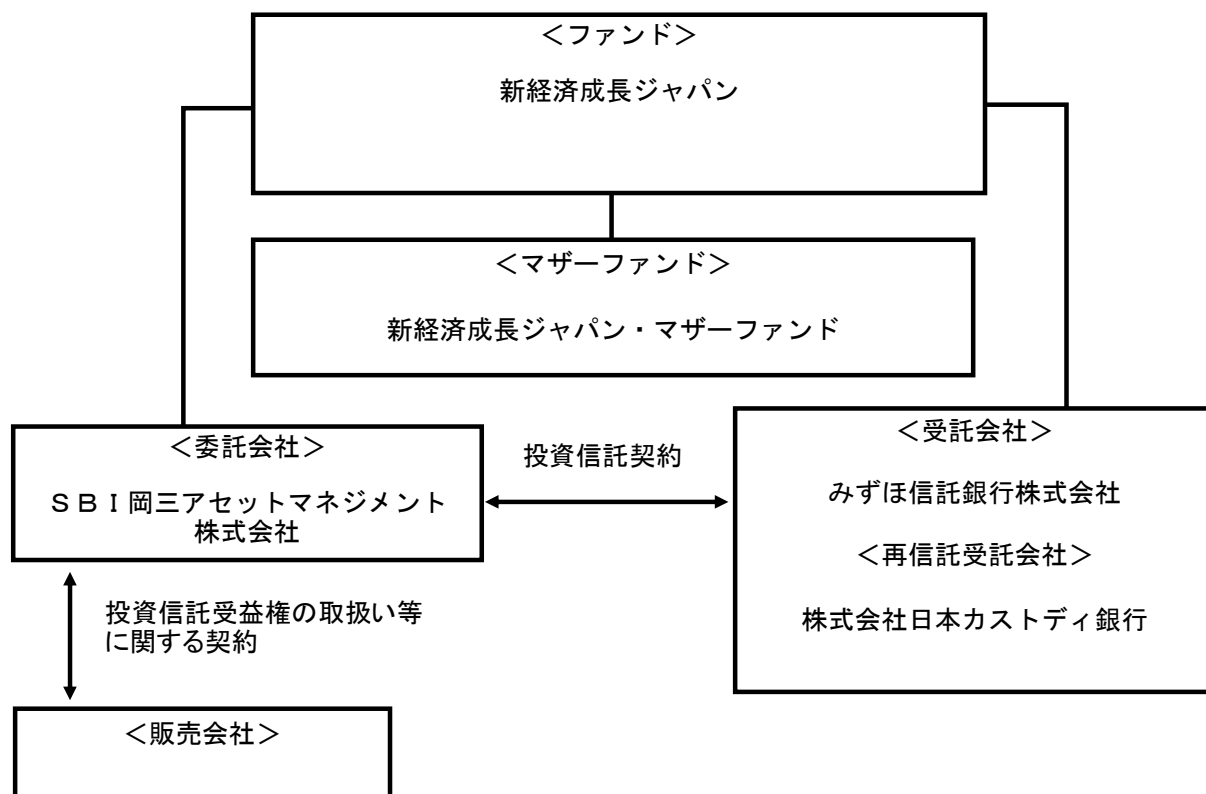 ＜ファンド＞
新経済成長ジャパン
＜マザーファンド＞
新経済成長ジャパン・マザーファンド
＜委託会社＞
ＳＢＩ岡三アセットマネジメント
株式会社
投資信託契約
＜受託会社＞
みずほ信託銀行株式会社
＜再信託受託会社＞
株式会社日本カストディ銀行
投資信託受益権の取扱い等
に関する契約
＜販売会社＞